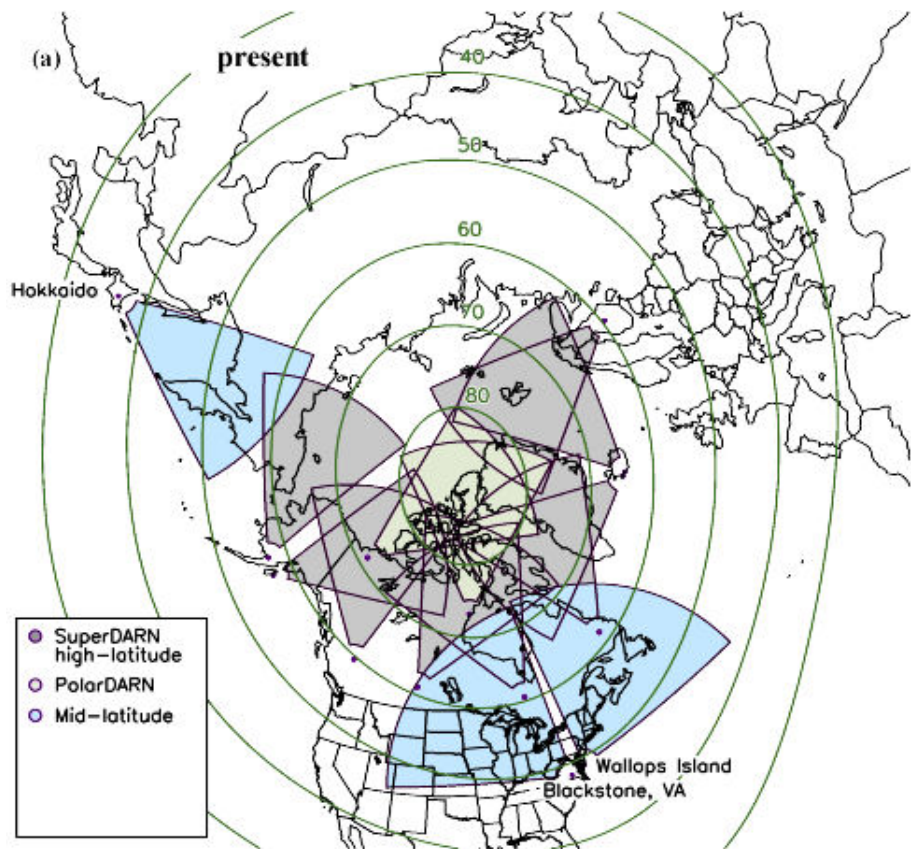 (a)
present
40
50
60
70
80
Hokkaido
SuperDARN
high-latitude
PolarDARN
Mid-latitude
Wallops Island
Blackstone, VA